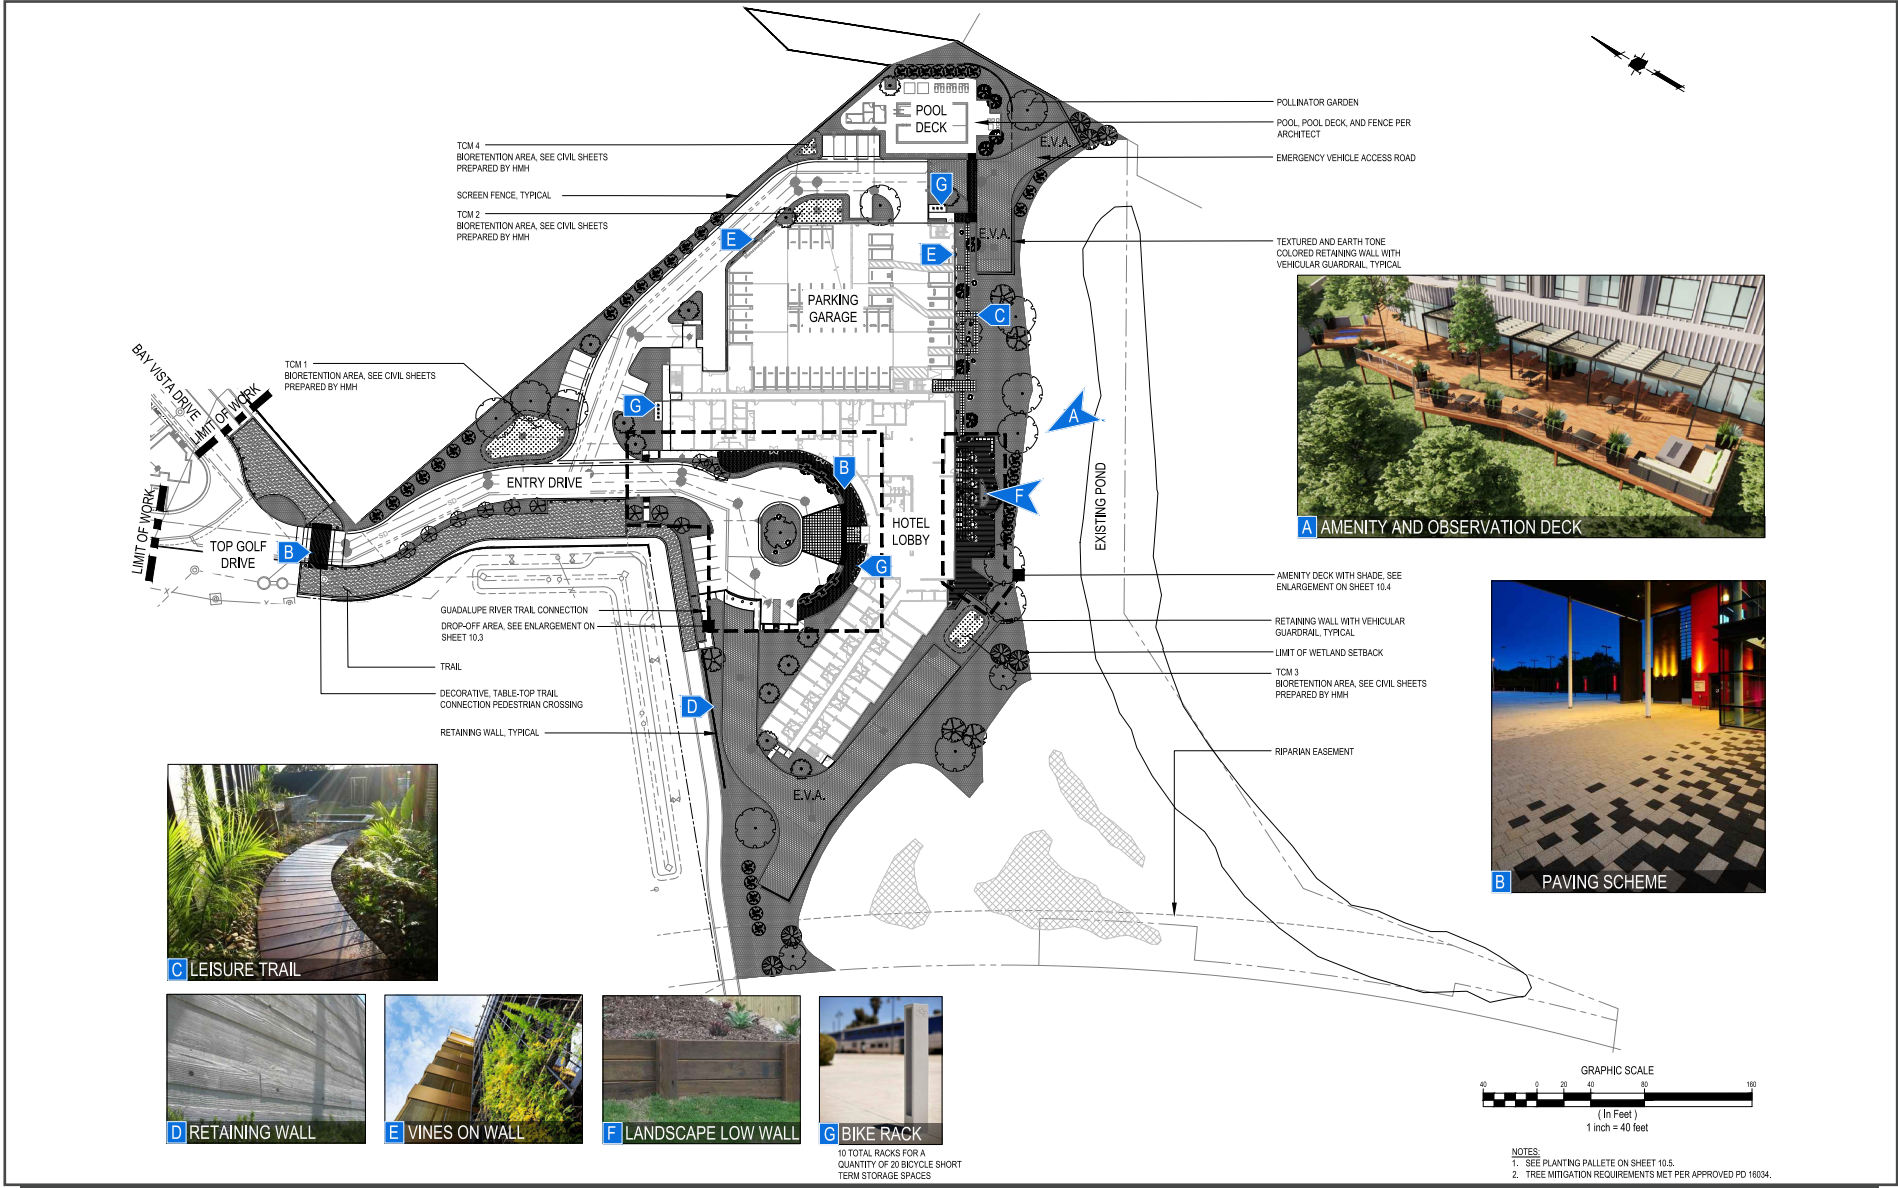 POLLINATOR GARDEN
POOL, POOL DECK, AND FENCE PER
ARCHITECT
EMERGENCY VEHICLE ACCESS ROAD
TEXTURED AND EARTH TONE
COLORED RETAINING WALL WITH
VEHICULAR GUARDRAIL, TYPICAL
TCM 4
BIORETENTION AREA, SEE CIVIL SHEETS
PREPARED BY HMH
SCREEN FENCE, TYPICAL
TCM 2
BIORETENTION AREA, SEE CIVIL SHEETS
PREPARED BY HMH
TCM 1
BIORETENTION AREA, SEE CIVIL SHEETS
PREPARED BY HMH
POOL
DECK
E.V.A.
E.V.A.
G
E
E
PARKING
GARAGE
C
G
A
BAY VISTA DRIVE
LIMIT OF WORK
LIMIT OF WORK
ENTRY DRIVE
B
F
HOTEL
LOBBY
EXISTING POND
TOP GOLF
DRIVE
B
G
SD
SD
A AMENITY AND OBSERVATION DECK
AMENITY DECK WITH SHADE, SEE
ENLARGEMENT ON SHEET 10.4
RETAINING WALL WITH VEHICULAR
GUARDRAIL, TYPICAL
LIMIT OF WETLAND SETBACK
TCM 3
BIORETENTION AREA, SEE CIVIL SHEETS
PREPARED BY HMH
RIPARIAN EASEMENT
GUADALUPE RIVER TRAIL CONNECTION
DROP-OFF AREA, SEE ENLARGEMENT ON
SHEET 10.3
TRAIL
DECORATIVE, TABLE-TOP TRAIL
CONNECTION PEDESTRIAN CROSSING
RETAINING WALL, TYPICAL
D
E.V.A.
B PAVING SCHEME
C LEISURE TRAIL
D RETAINING WALL
E VINES ON WALL
F LANDSCAPE LOW WALL
G BIKE RACK
10 TOTAL RACKS FOR A
QUANTITY OF 20 BICYCLE SHORT
TERM STORAGE SPACES
GRAPHIC SCALE
40 0 20 40 80 160
( In Feet )
1 inch = 40 feet
NOTES:
1. SEE PLANTING PALLETE ON SHEET 10.5.
2. TREE MITIGATION REQUIREMENTS MET PER APPROVED PD 16034.